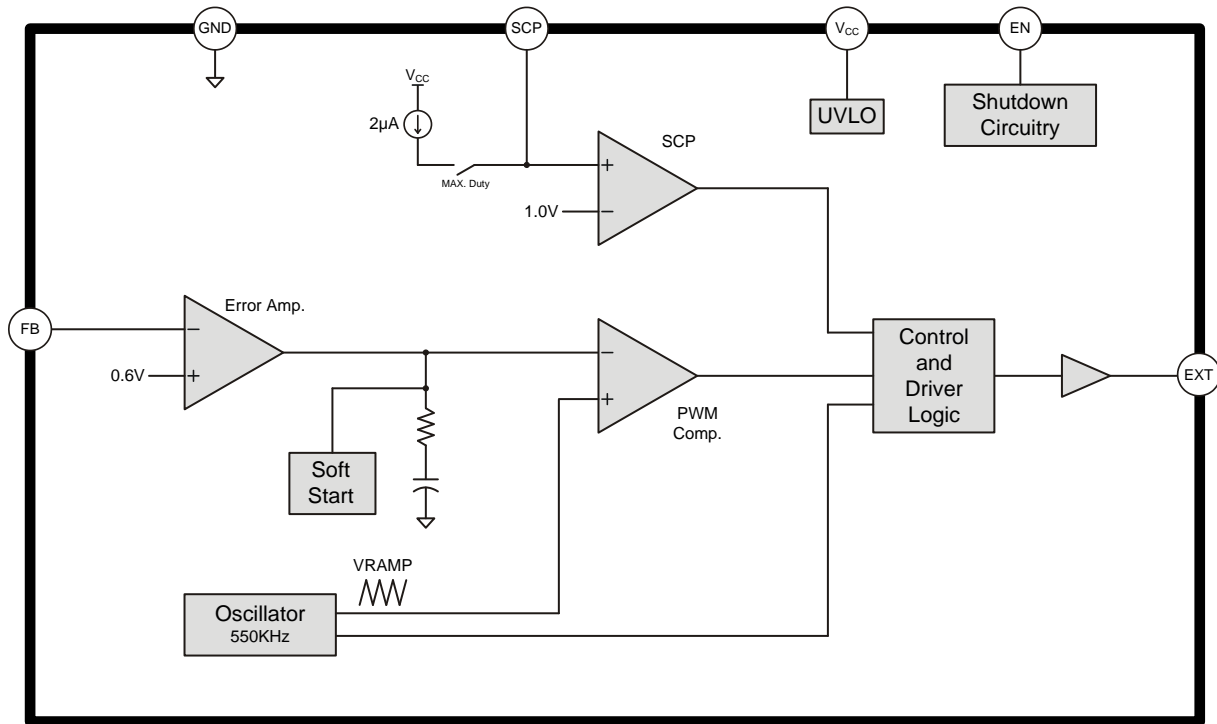 GND
SCP
VCC
EN
VCC
2µA
MAX. Duty
+
−
1.0V
SCP
UVLO
Shutdown
Circuitry
FB
Error Amp.
−
+
0.6V
Soft
Start
−
+
PWM
Comp.
Control
and
Driver
Logic
EXT
VRAMP
Oscillator
550KHz